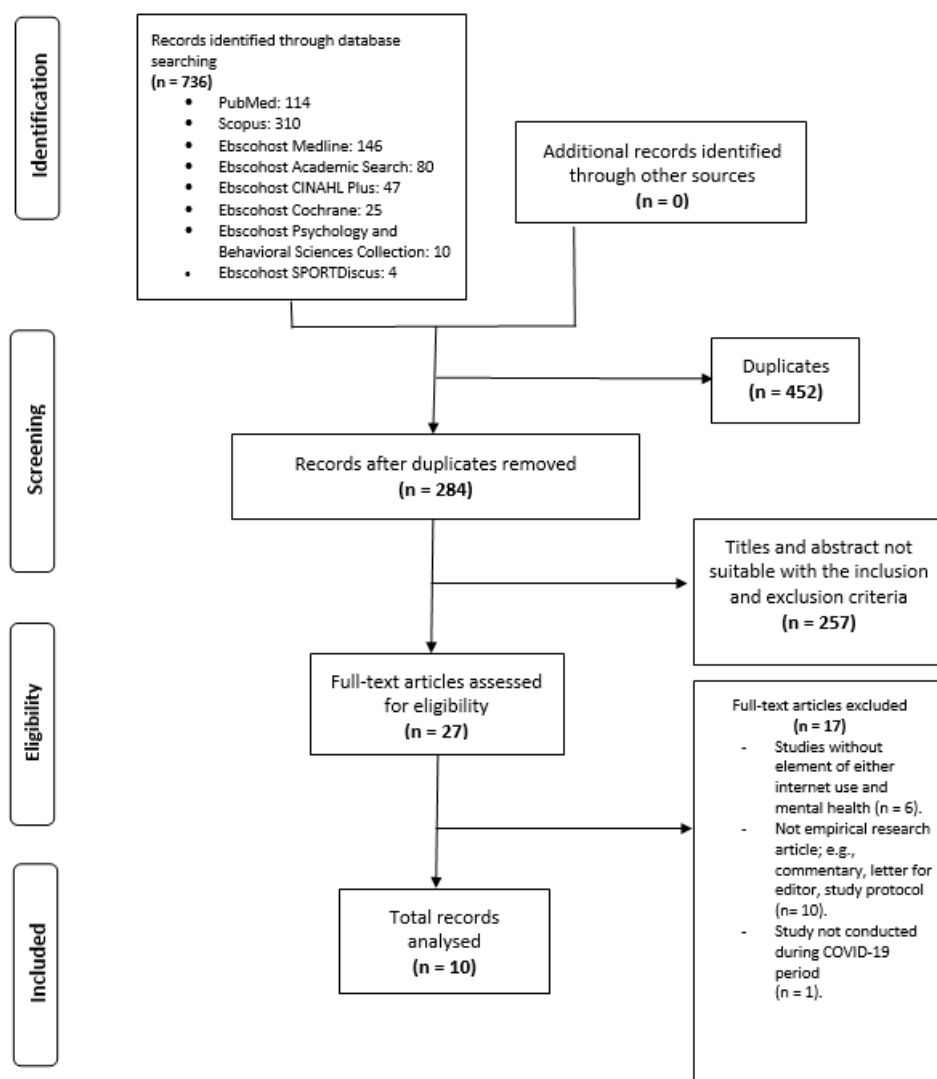 Identification
Records identified through database
searching
(n = 736)
• PubMed: 114
• Scopus: 310
• Ebscohost Medline: 146
• Ebscohost Academic Search: 80
• Ebscohost CINAHL Plus: 47
• Ebscohost Cochrane: 25
• Ebscohost Psychology and
Behavioral Sciences Collection: 10
• Ebscohost SPORTDiscus: 4
Additional records identified
through other sources
(n = 0)
Screening
Duplicates
(n = 452)
Records after duplicates removed
(n = 284)
Titles and abstract not
suitable with the inclusion
and exclusion criteria
(n = 257)
Eligibility
Full-text articles assessed
for eligibility
(n = 27)
Full-text articles excluded
(n = 17)
- Studies without
element of either
internet use and
mental health (n = 6).
- Not empirical research
article; e.g.,
commentary, letter for
editor, study protocol
(n= 10).
- Study not conducted
during COVID-19
period
(n = 1).
Included
Total records
analysed
(n = 10)